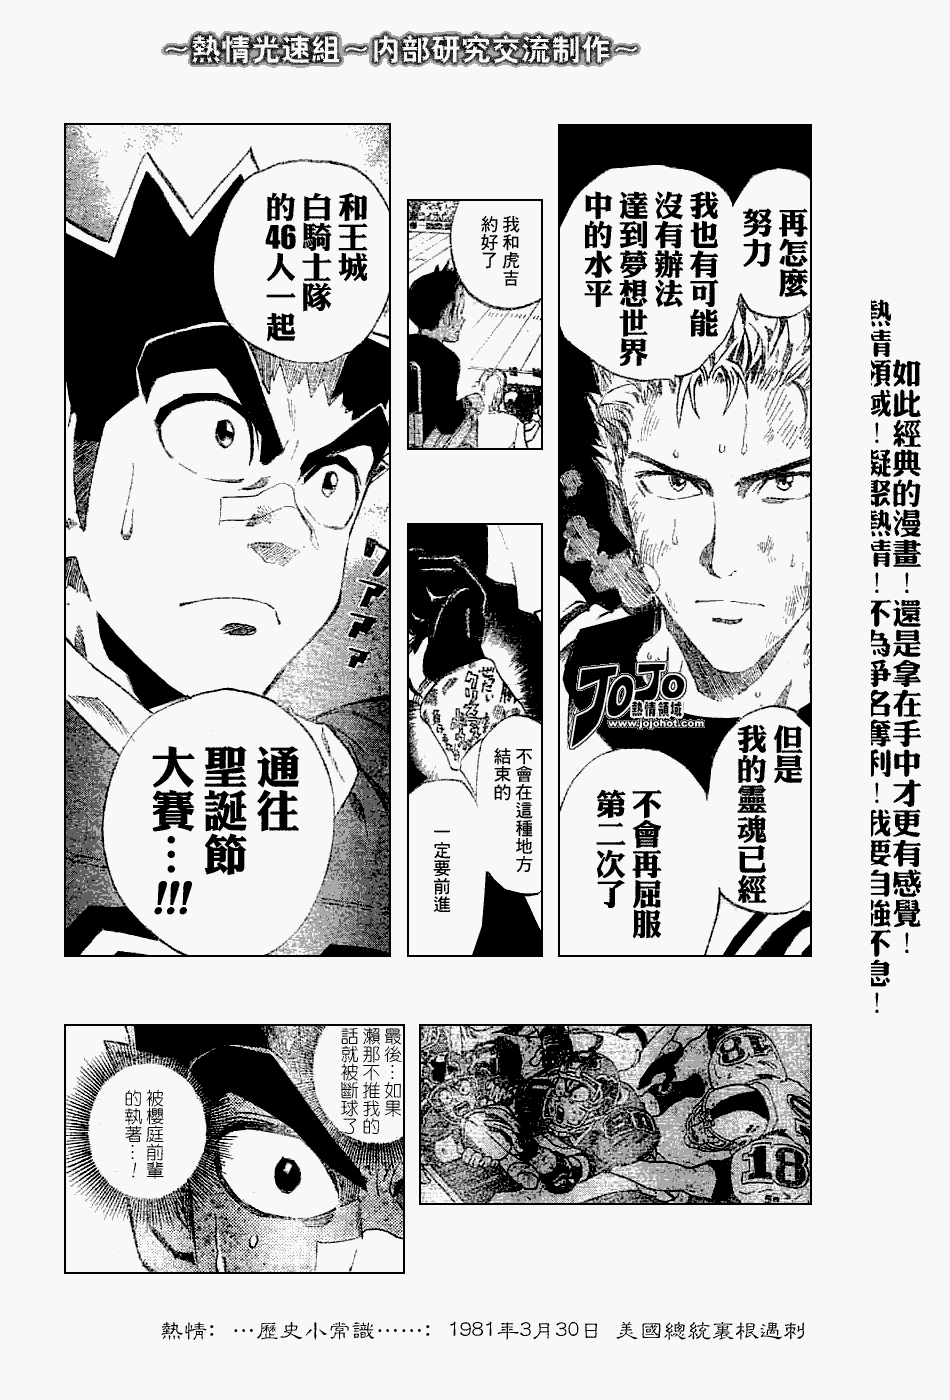 ～熱情光速組～內部研究交流制作～
再怎麼
努力
我也有可能
沒有辦法
達到夢想世界
中的水平
但是
我的靈魂已經
不會再屈服
第二次了
JOJO
熱情領域
www.jojohot.com
我和虎吉
約好了
不會在這種地方
結束的
一定要前進
和王城
白騎士隊
的46人一起
ワァァァ
通往
聖誕節
大賽…!!!
18
18
最後…如果
瀨那不推我的
話就被斷球了
被櫻庭前輩
的執著…！
如此經典的漫畫！還是拿在手中才更有感覺！
熱情領域！凝聚熱情！不為爭名奪利！我要自強不息！
熱情：…歷史小常識……：1981年3月30日 美國總統裏根遇刺